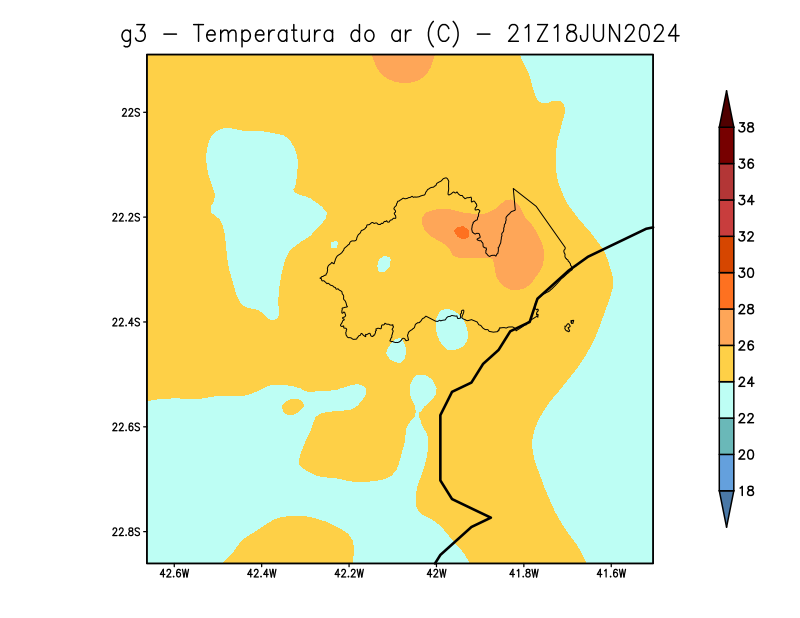 g3 - Temperatura do ar (C) - 21Z18JUN2024
22S
22.2S
22.4S
22.6S
22.8S
42.6W
42.4W
42.2W
42W
41.8W
41.6W
38
36
34
32
30
28
26
24
22
20
18